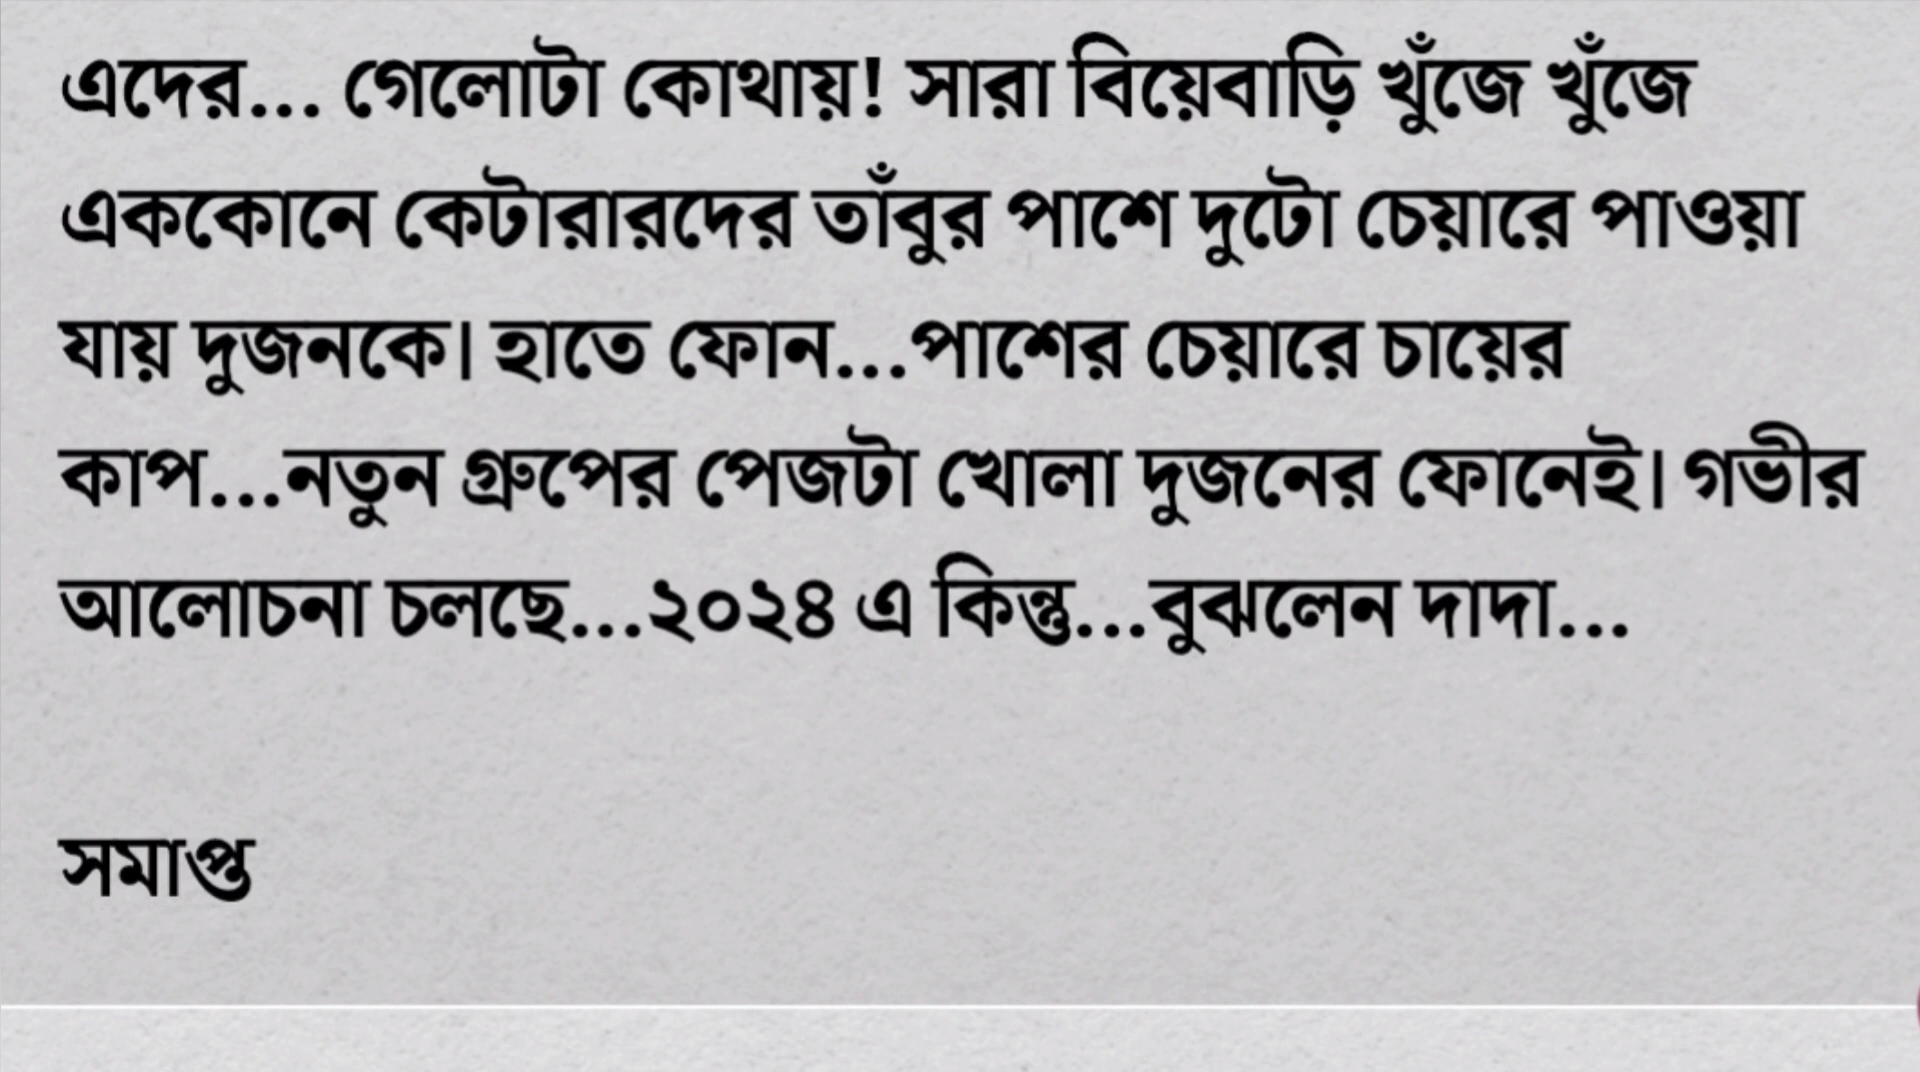 এদের... গেলোটা কোথায়! সারা বিয়েবাড়ি খুঁজে খুঁজে
এককোনে কেটারারদের তাঁবুর পাশে দুটো চেয়ারে পাওয়া
যায় দুজনকে। হাতে ফোন...পাশের চেয়ারে চায়ের
কাপ...নতুন গ্রুপের পেজটা খোলা দুজনের ফোনেই। গভীর
আলোচনা চলছে...২০২৪ এ কিন্তু...বুঝলেন দাদা...
সমাপ্ত